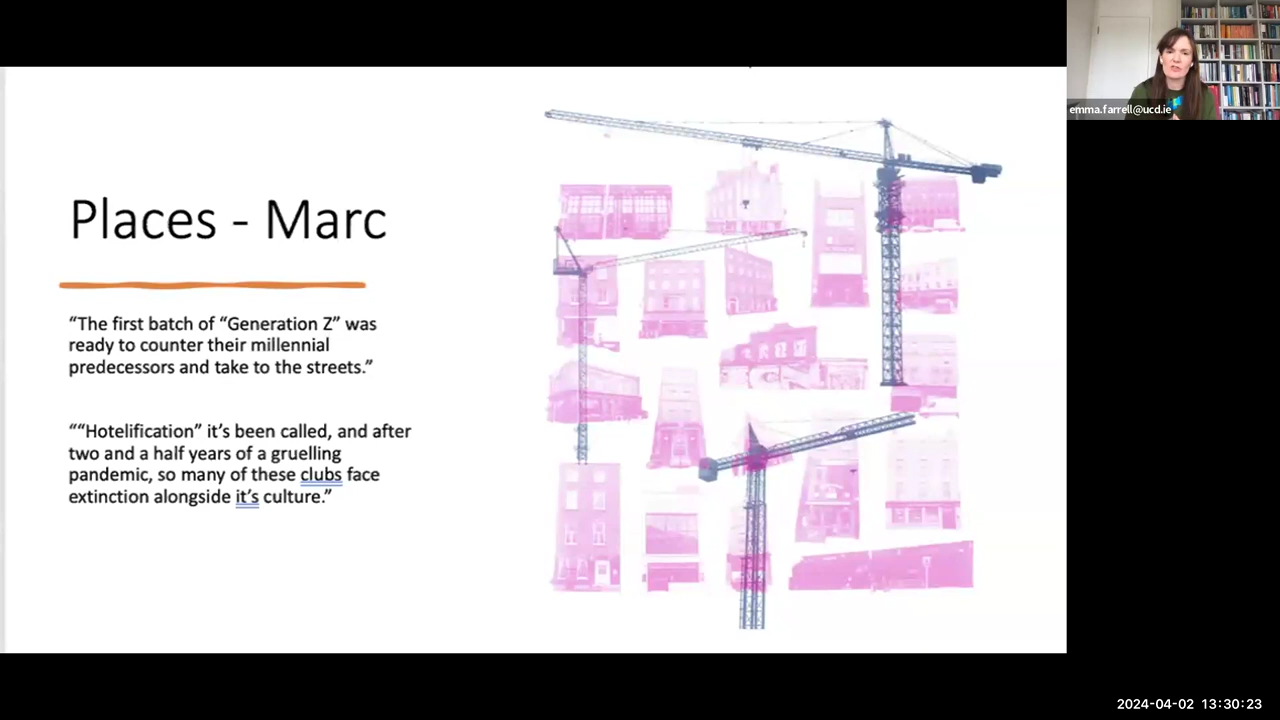 emma.farrell@ucd.ie
Places - Marc
“The first batch of “Generation Z” was
ready to counter their millennial
predecessors and take to the streets.”
““Hotelification” it’s been called, and after
two and a half years of a gruelling
pandemic, so many of these clubs face
extinction alongside it’s culture.”
2024-04-02 13:30:23